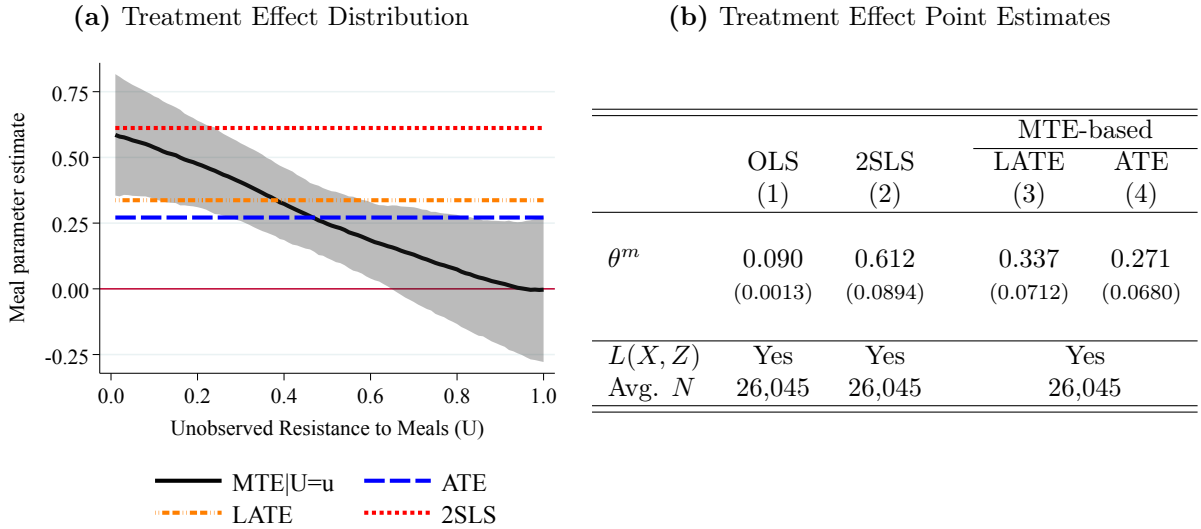 (a) Treatment Effect Distribution
Meal parameter estimate
0.75
0.50
0.25
0.00
-0.25
0.0 0.2 0.4 0.6 0.8 1.0
Unobserved Resistance to Meals (U)
MTE|U=u ATE
LATE 2SLS
(b) Treatment Effect Point Estimates
MTE-based
OLS 2SLS LATE ATE
(1) (2) (3) (4)
θ^m 0.090 0.612 0.337 0.271
(0.0013) (0.0894) (0.0712) (0.0680)
L(X, Z) Yes Yes Yes
Avg. N 26,045 26,045 26,045